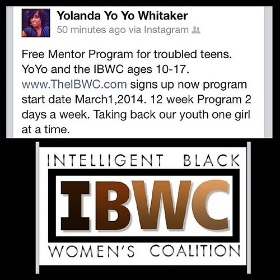 Yolanda Yo Yo Whitaker
50 minutes ago via Instagram
Free Mentor Program for troubled teens.
YoYo and the IBWC ages 10-17.
www.TheIBWC.com signs up now program
start date March1,2014. 12 week Program 2
days a week. Taking back our youth one girl
at a time.
INTELLIGENT BLACK
IBWC
WOMEN'S COALITION